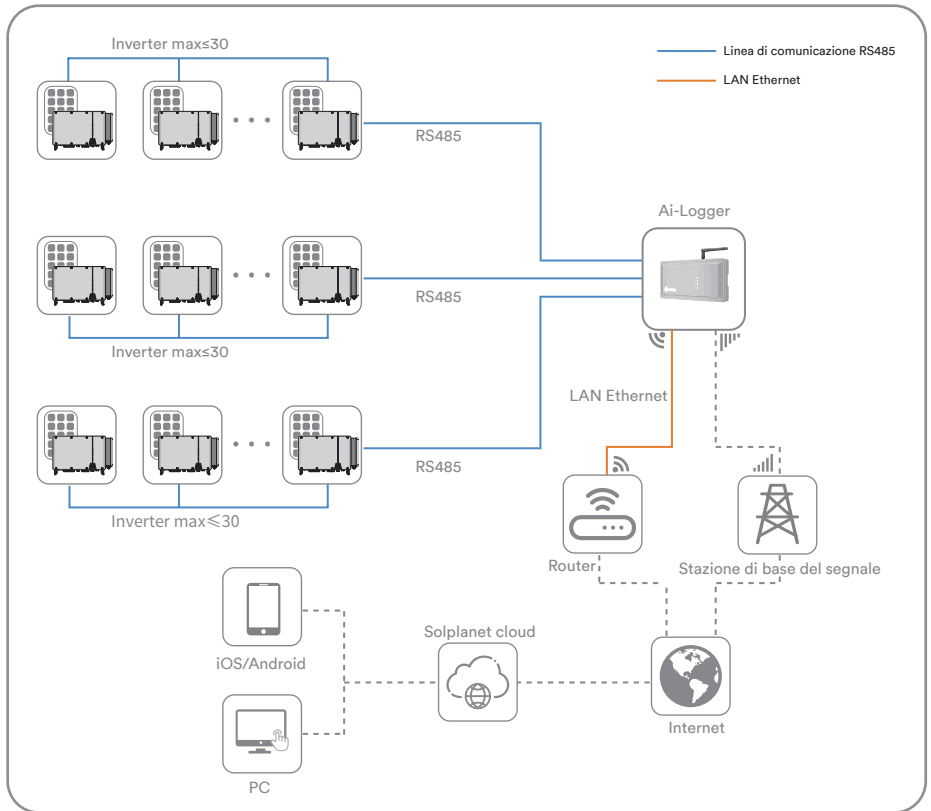 Inverter max≤30
Linea di comunicazione RS485
LAN Ethernet
RS485
Ai-Logger
RS485
Inverter max≤30
LAN Ethernet
RS485
Inverter max≤30
Router
Stazione di base del segnale
Solplanet cloud
iOS/Android
Internet
PC